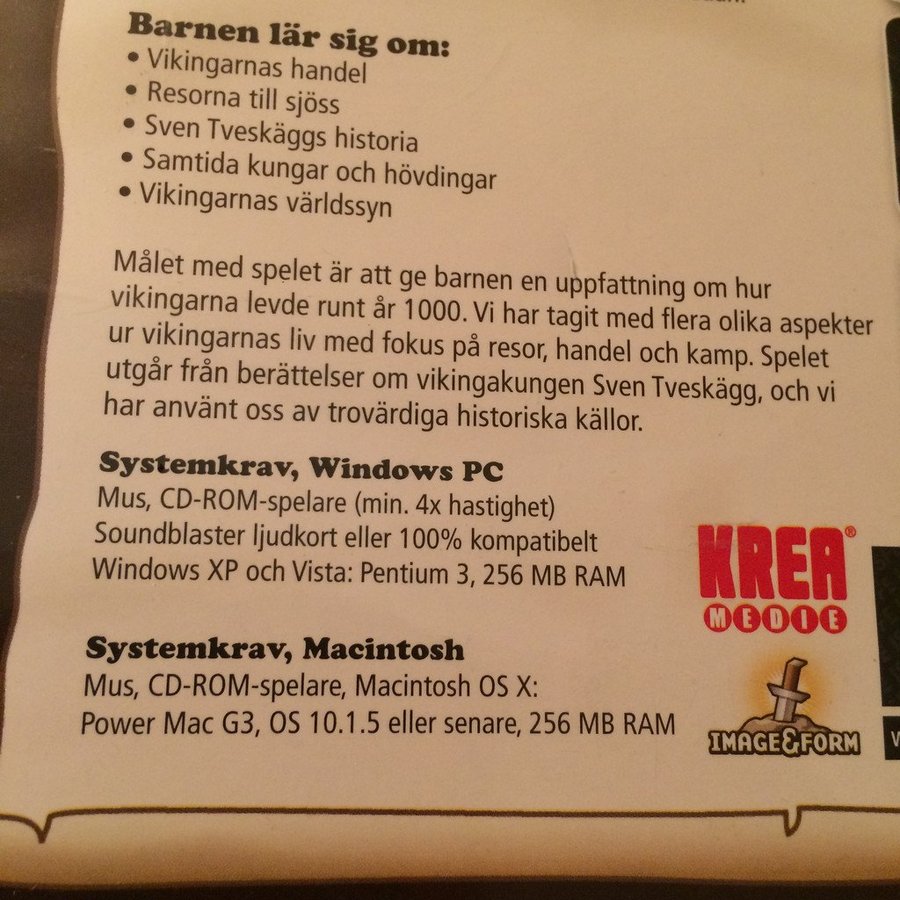 Barnen lär sig om:
• Vikingarnas handel
• Resorna till sjöss
• Sven Tveskäggs historia
• Samtida kungar och hövdingar
• Vikingarnas världssyn
Målet med spelet är att ge barnen en uppfattning om hur
vikingarna levde runt år 1000. Vi har tagit med flera olika aspekter
ur vikingarnas liv med fokus på resor, handel och kamp. Spelet
utgår från berättelser om vikingakungen Sven Tveskägg, och vi
har använt oss av trovärdiga historiska källor.
Systemkrav, Windows PC
Mus, CD-ROM-spelare (min. 4x hastighet)
Soundblaster ljudkort eller 100% kompatibelt
Windows XP och Vista: Pentium 3, 256 MB RAM
KREA®
MEDIE
Systemkrav, Macintosh
Mus, CD-ROM-spelare, Macintosh OS X:
Power Mac G3, OS 10.1.5 eller senare, 256 MB RAM
IMAGE&FORM